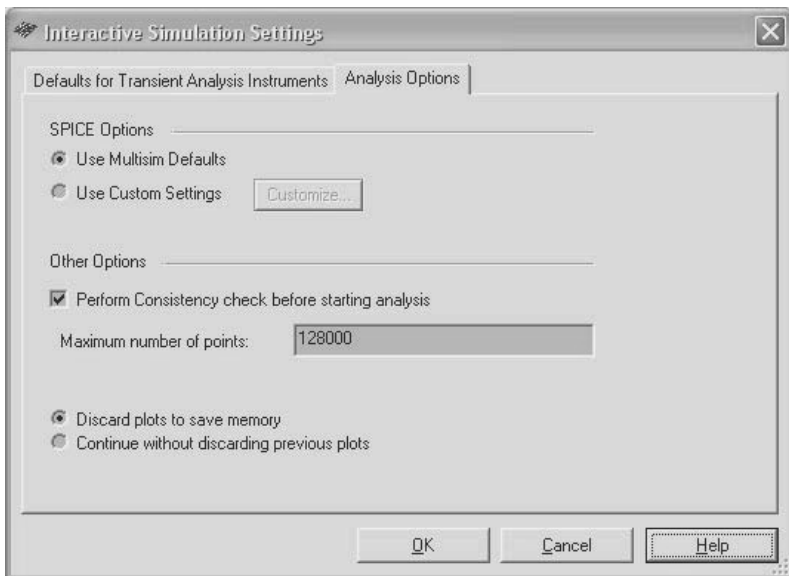 Interactive Simulation Settings
Defaults for Transient Analysis Instruments
Analysis Options
SPICE Options
Use Multisim Defaults
Use Custom Settings
Customize...
Other Options
Perform Consistency check before starting analysis
Maximum number of points:
128000
Discard plots to save memory
Continue without discarding previous plots
OK
Cancel
Help